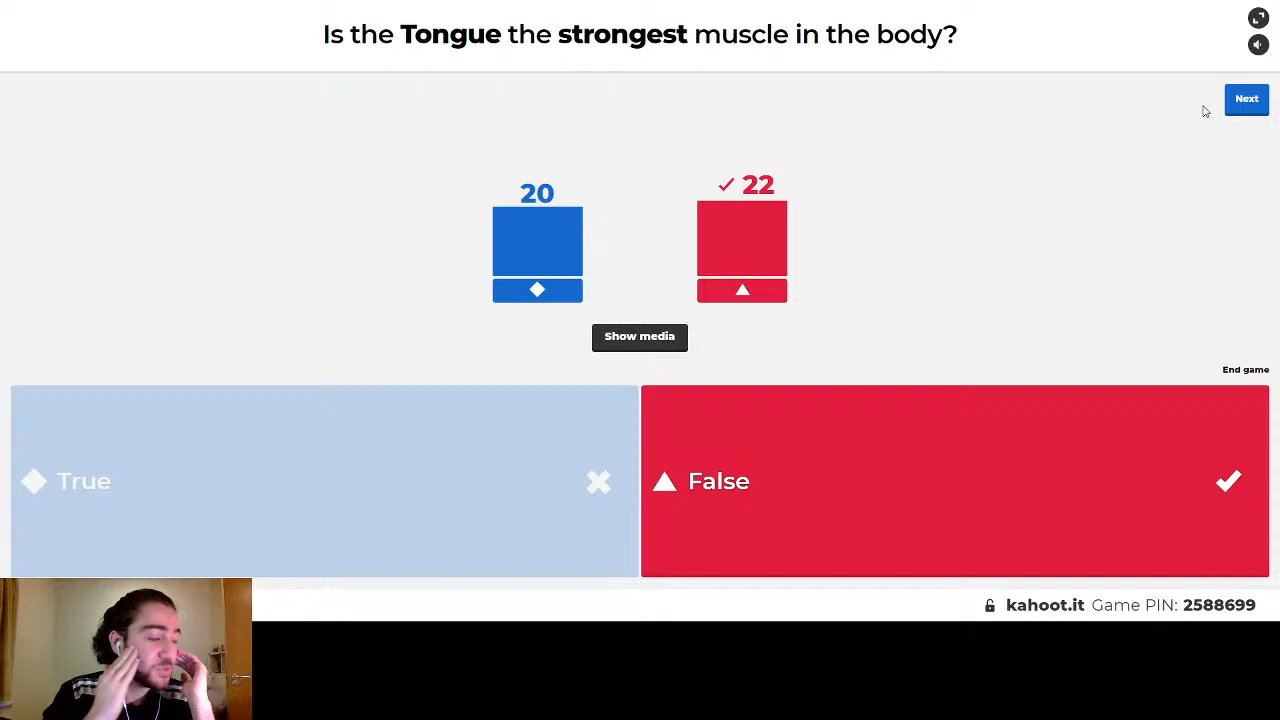 Is the Tongue the strongest muscle in the body?
Next
20
22
Show media
End game
True
False
kahoot.it Game PIN: 2588699